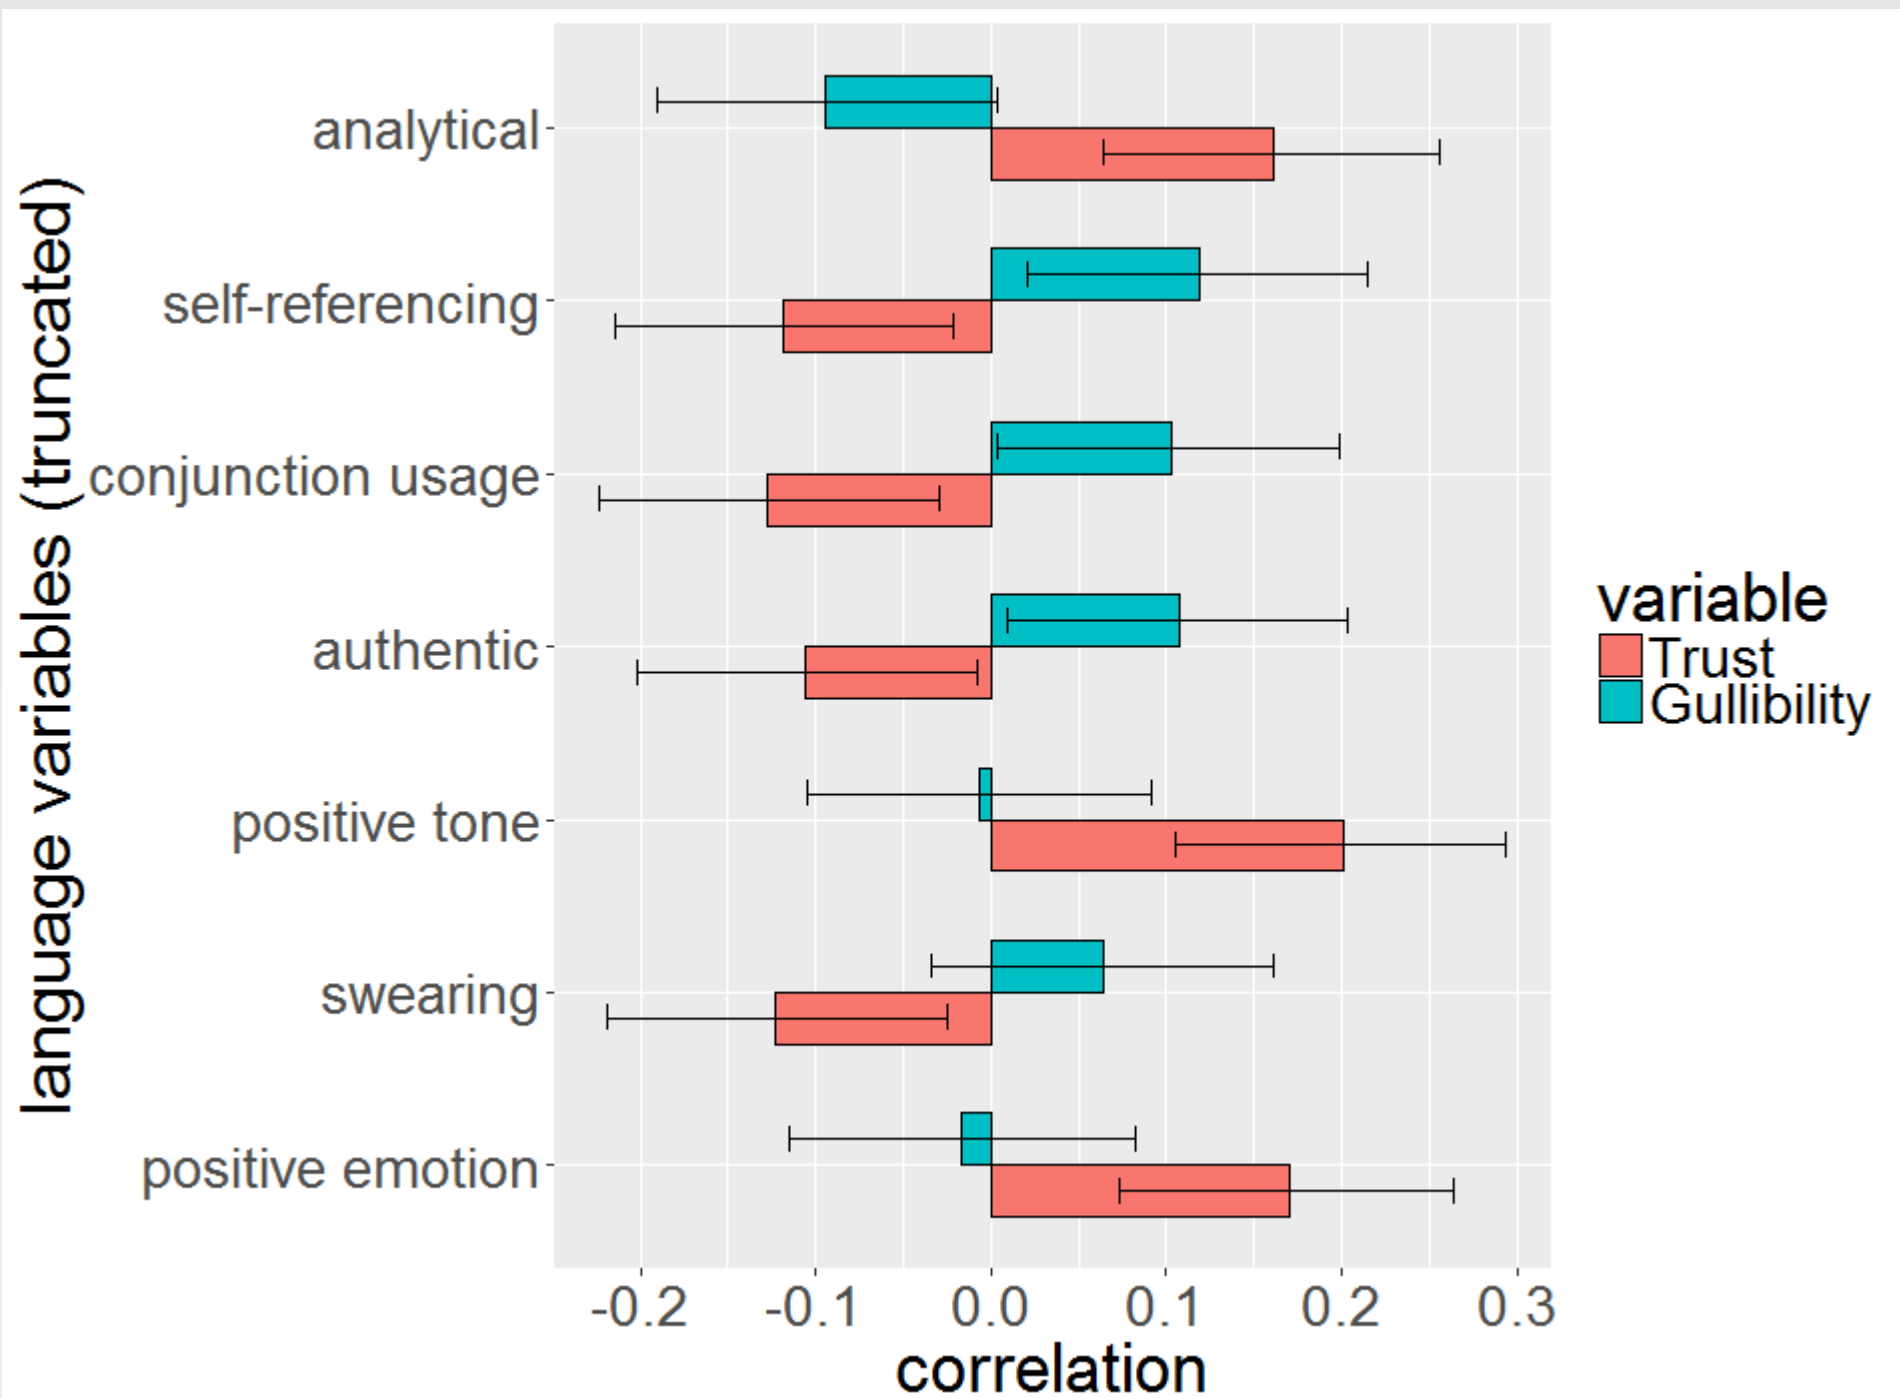 language variables (truncated)
analytical
self-referencing
conjunction usage
authentic
positive tone
swearing
positive emotion
-0.2 -0.1 0.0 0.1 0.2 0.3
correlation
variable
Trust
Gullibility